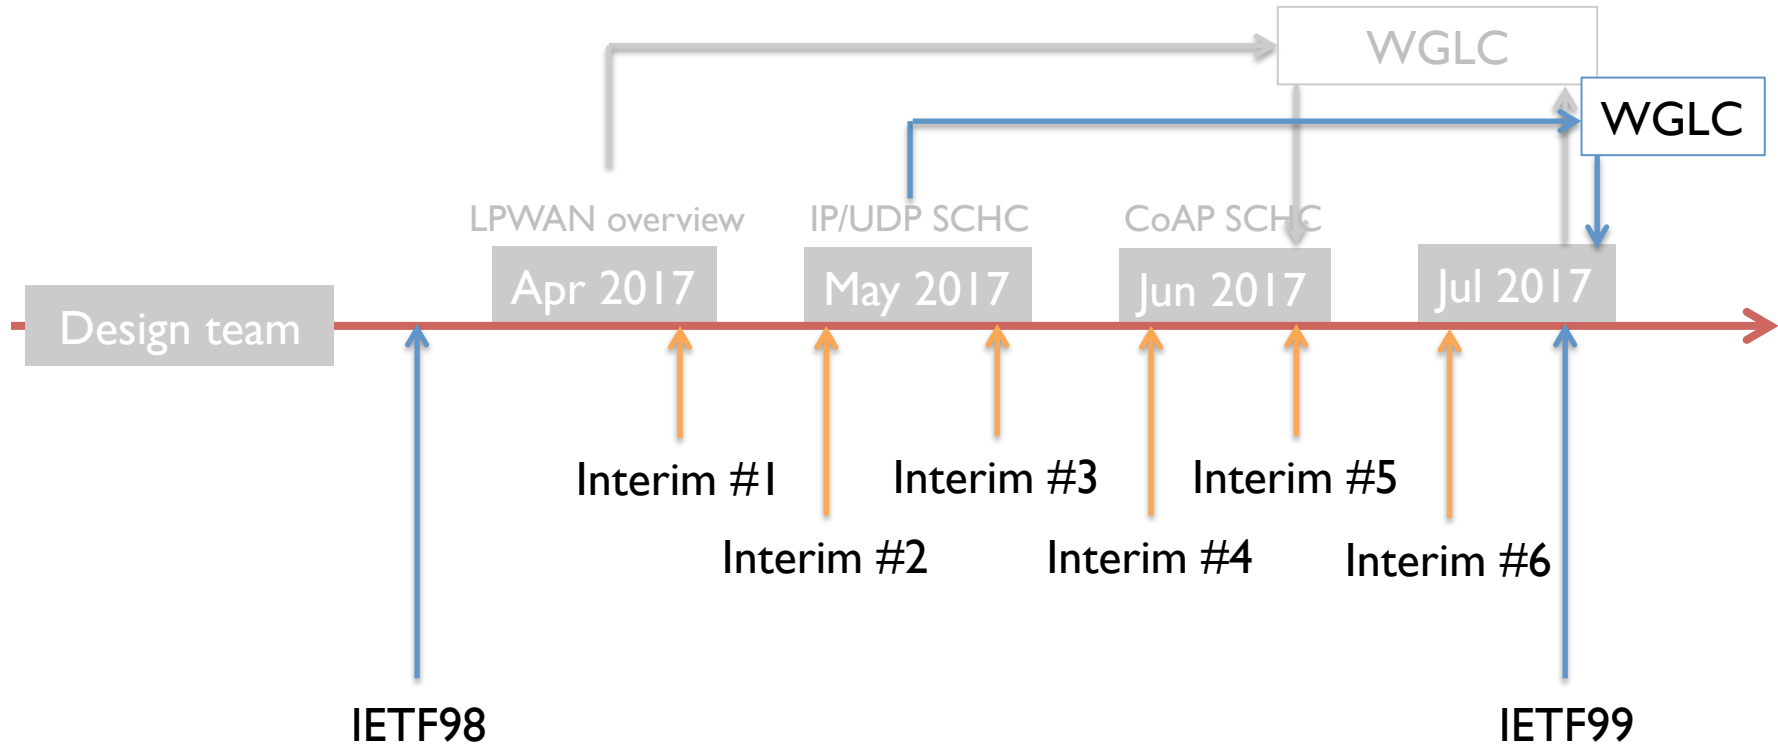 WGLC
WGLC
LPWAN overview
IP/UDP SCHC
CoAP SCHC
Apr 2017
May 2017
Jun 2017
Jul 2017
Design team
Interim #1
Interim #3
Interim #5
Interim #2
Interim #4
Interim #6
IETF98
IETF99